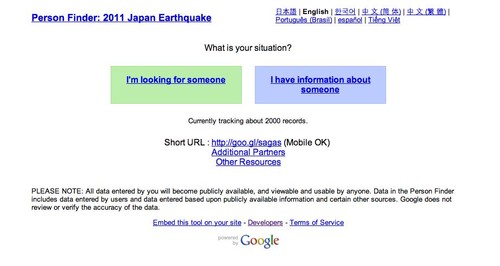 Person Finder: 2011 Japan Earthquake
日本語 | English | 한국어 | 中 文 (简 体) | 中 文 (繁 體) |
Português (Brasil) | español | Tiếng Việt
What is your situation?
I'm looking for someone
I have information about
someone
Currently tracking about 2000 records.
Short URL : http://goo.gl/sagas (Mobile OK)
Additional Partners
Other Resources
PLEASE NOTE: All data entered by you will become publicly available, and viewable and usable by anyone. Data in the Person Finder
includes data entered by users and data entered based upon publicly available information and certain other sources. Google does not
review or verify the accuracy of the data.
Embed this tool on your site - Developers - Terms of Service
powered by Google